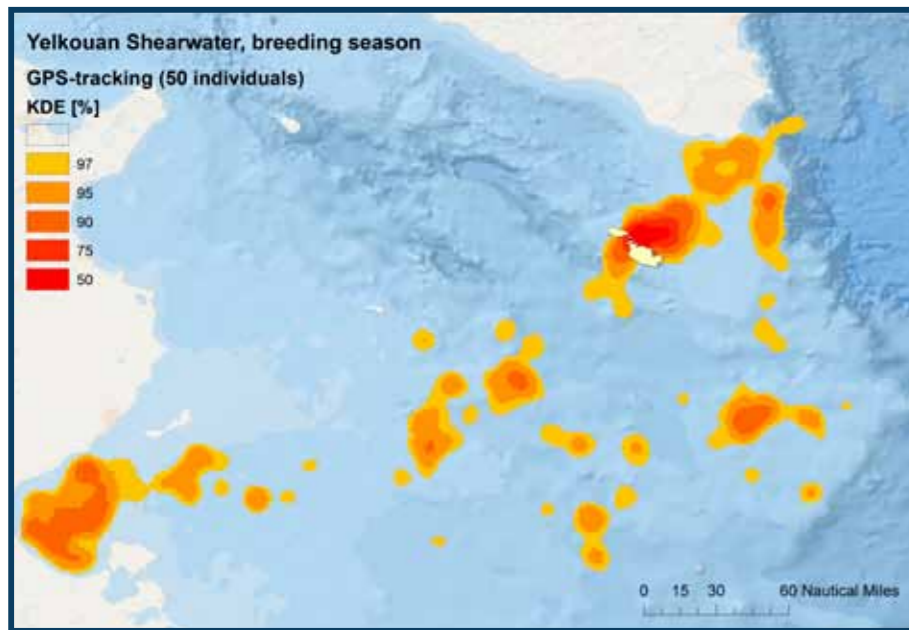 Yelkouan Shearwater, breeding season
GPS-tracking (50 individuals)
KDE [%]
97
95
90
75
50
0 15 30 60 Nautical Miles